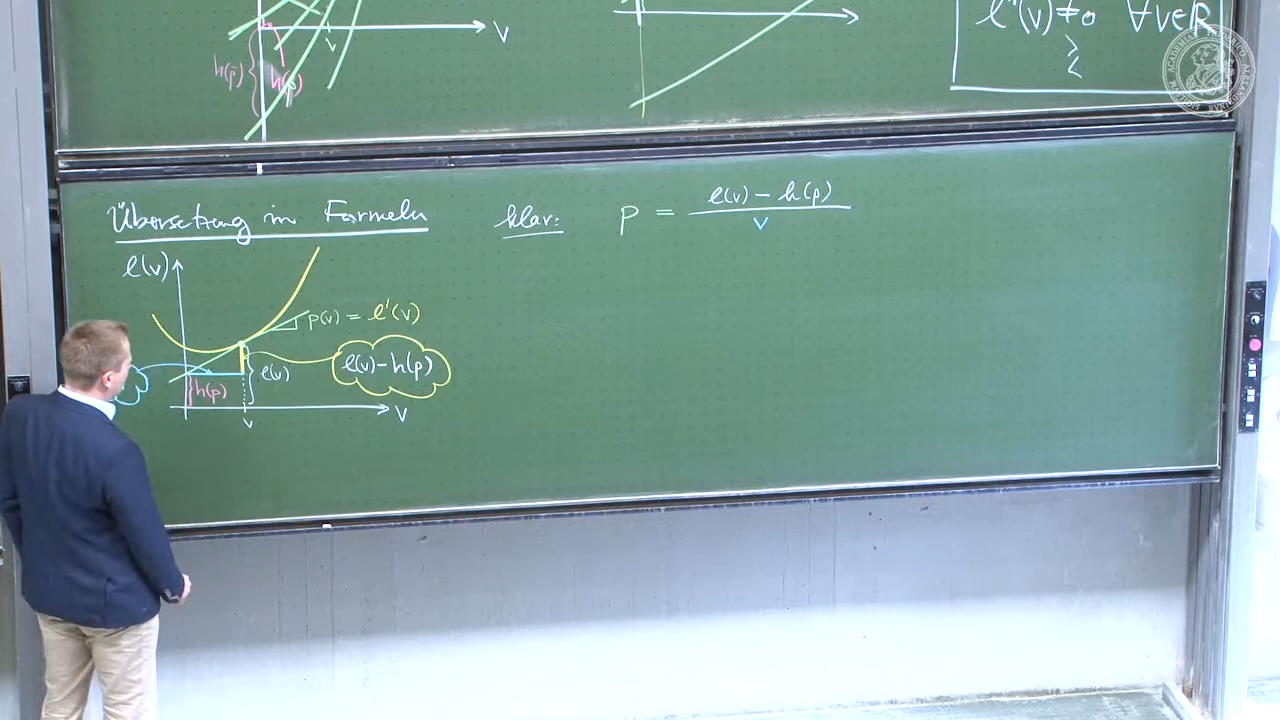 V
v
h(p̄)
h(p)
l''(v) ≠ 0 ∀v∈ℝ
>
<
Übersetzung in Formeln
klar: p = (l(v) − h(p)) / v
l(v)
p(v) = l'(v)
l(v) − h(p)
l(v)
h(p)
v
V